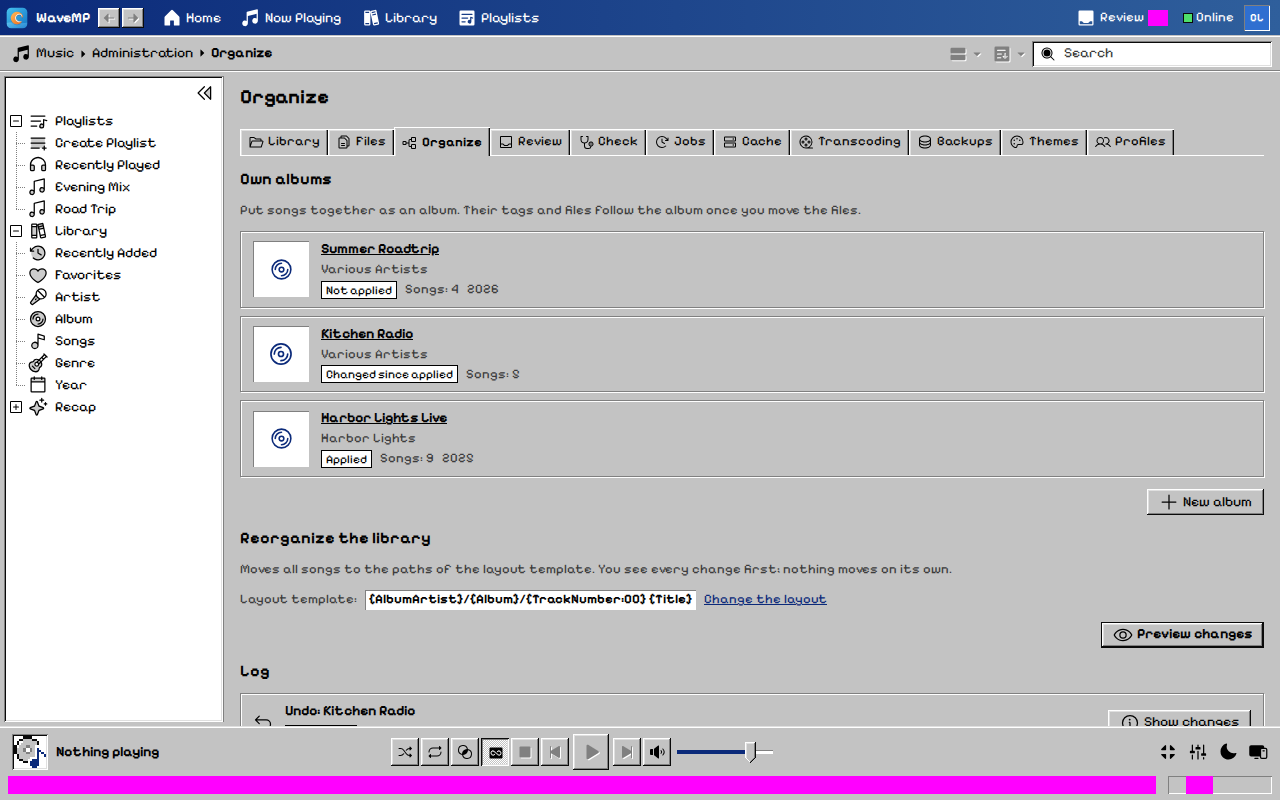 WaveMP Home Now Playing Library Playlists Review Online OL
Music Administration Organize Search
Organize
Playlists
Create Playlist
Recently Played
Evening Mix
Road Trip
Library
Recently Added
Favorites
Artist
Album
Songs
Genre
Year
Recap
Library Files Organize Review Check Jobs Cache Transcoding Backups Themes Profiles
Own albums
Put songs together as an album. Their tags and files follow the album once you move the files.
Summer Roadtrip
Various Artists
Not applied Songs: 4 2026
Kitchen Radio
Various Artists
Changed since applied Songs:
Harbor Lights Live
Harbor Lights
Applied Songs: 9
New album
Reorganize the library
Moves all songs to the paths of the layout template. You see every change first; nothing moves on its own.
Layout template: {AlbumArtist}/{Album}/{TrackNumber:00} {Title} Change the layout
Preview changes
Log
Undo: Kitchen Radio
Show changes
Nothing playing